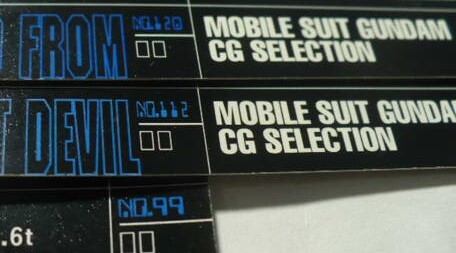 FROM NO.120 MOBILE SUIT GUNDAM
CG SELECTION
DEVIL NO.112 MOBILE SUIT GUNDA
CG SELECTION
NO.99
.6t